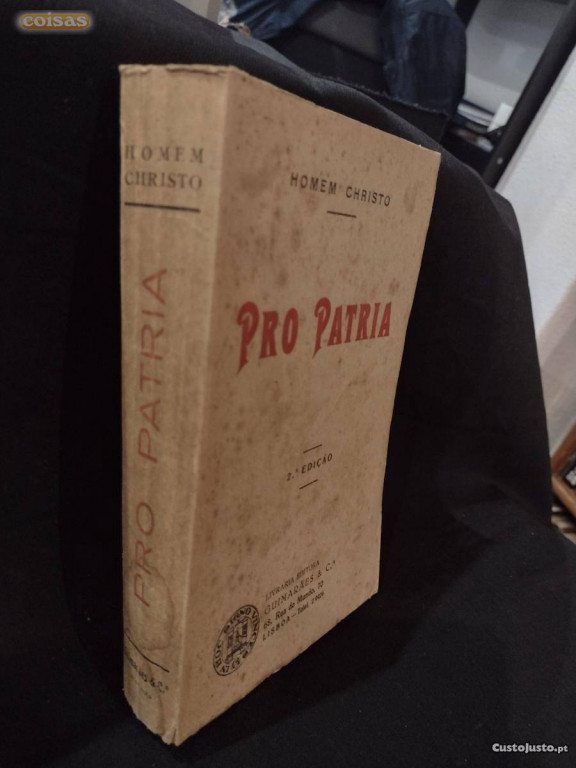 coisas
HOMEM
CHRISTO
PRO PATRIA
HOMEM CHRISTO
PRO PATRIA
2.ª EDIÇÃO
LIVRARIA EDITORA
GUIMARÃES & C.ª
68, Rua do Mundo, 70
LISBOA
CustoJusto.pt